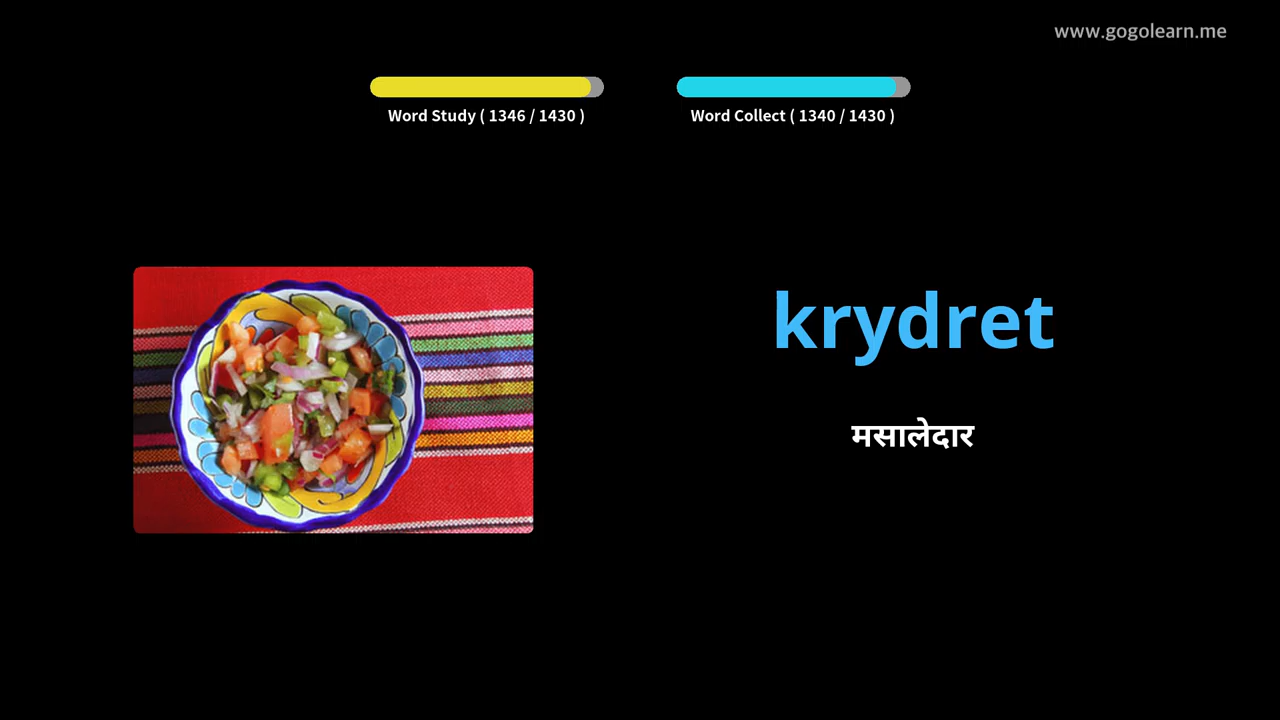 www.gogolearn.me
Word Study ( 1346 / 1430 )
Word Collect ( 1340 / 1430 )
krydret
मसालेदार